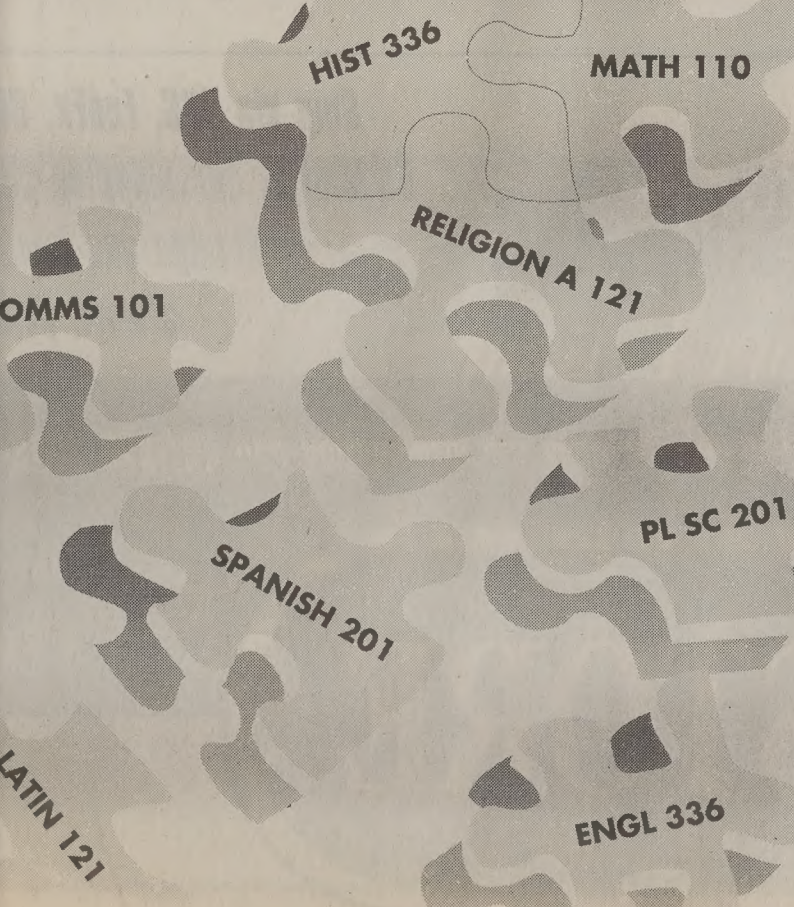 HIST 336
MATH 110
RELIGION A 121
OMMS 101
PL SC 201
SPANISH 201
LATIN 121
ENGL 336